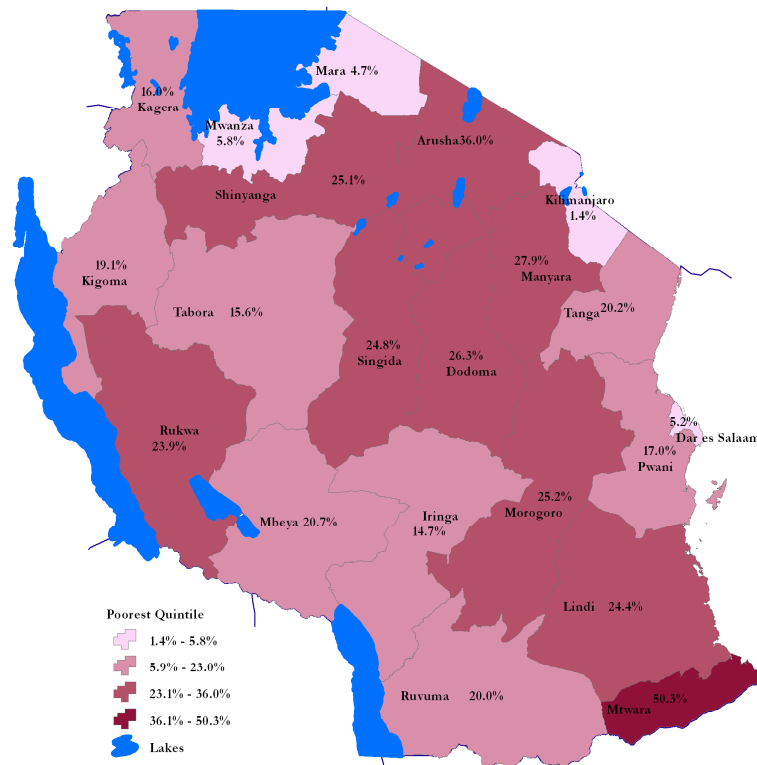 Mara 4.7%
16.0%
Kagera
Mwanza
5.8%
Arusha36.0%
25.1%
Shinyanga
Kilimanjaro
1.4%
19.1%
Kigoma
27.9%
Manyara
Tabora 15.6%
Tanga 20.2%
24.8%
Singida
26.3%
Dodoma
Rukwa
23.9%
5.2%
Dar es Salaam
17.0%
Pwani
25.2%
Morogoro
Iringa
14.7%
Mbeya 20.7%
Lindi 24.4%
Poorest Quintile
1.4% - 5.8%
5.9% - 23.0%
23.1% - 36.0%
36.1% - 50.3%
Lakes
Ruvuma 20.0%
50.3%
Mtwara